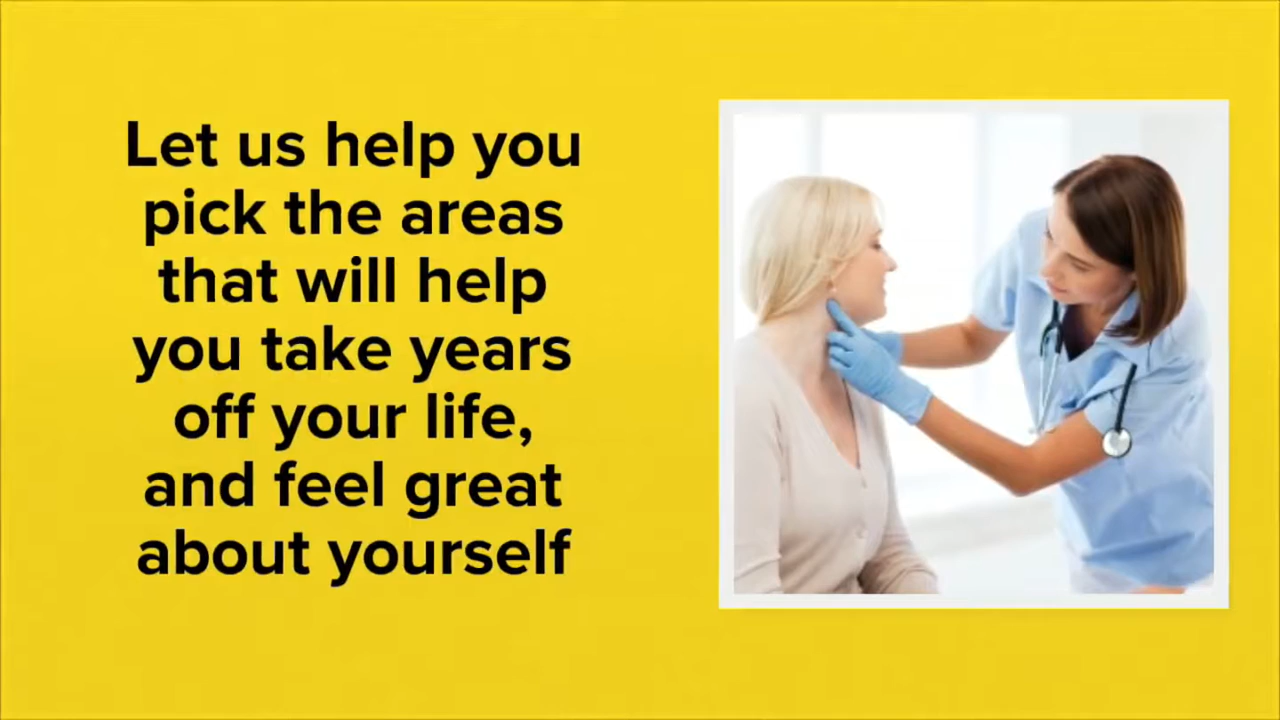 Let us help you
pick the areas
that will help
you take years
off your life,
and feel great
about yourself